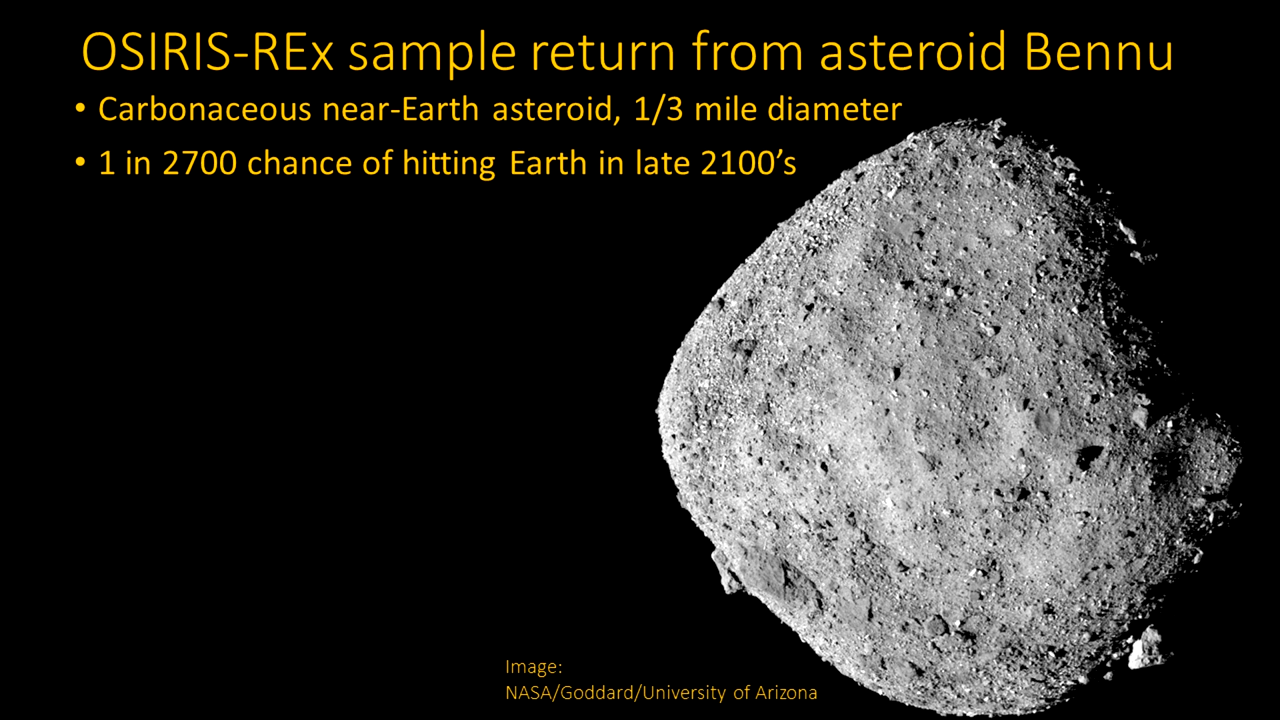 OSIRIS-REx sample return from asteroid Bennu
• Carbonaceous near-Earth asteroid, 1/3 mile diameter
• 1 in 2700 chance of hitting Earth in late 2100’s
Image:
NASA/Goddard/University of Arizona